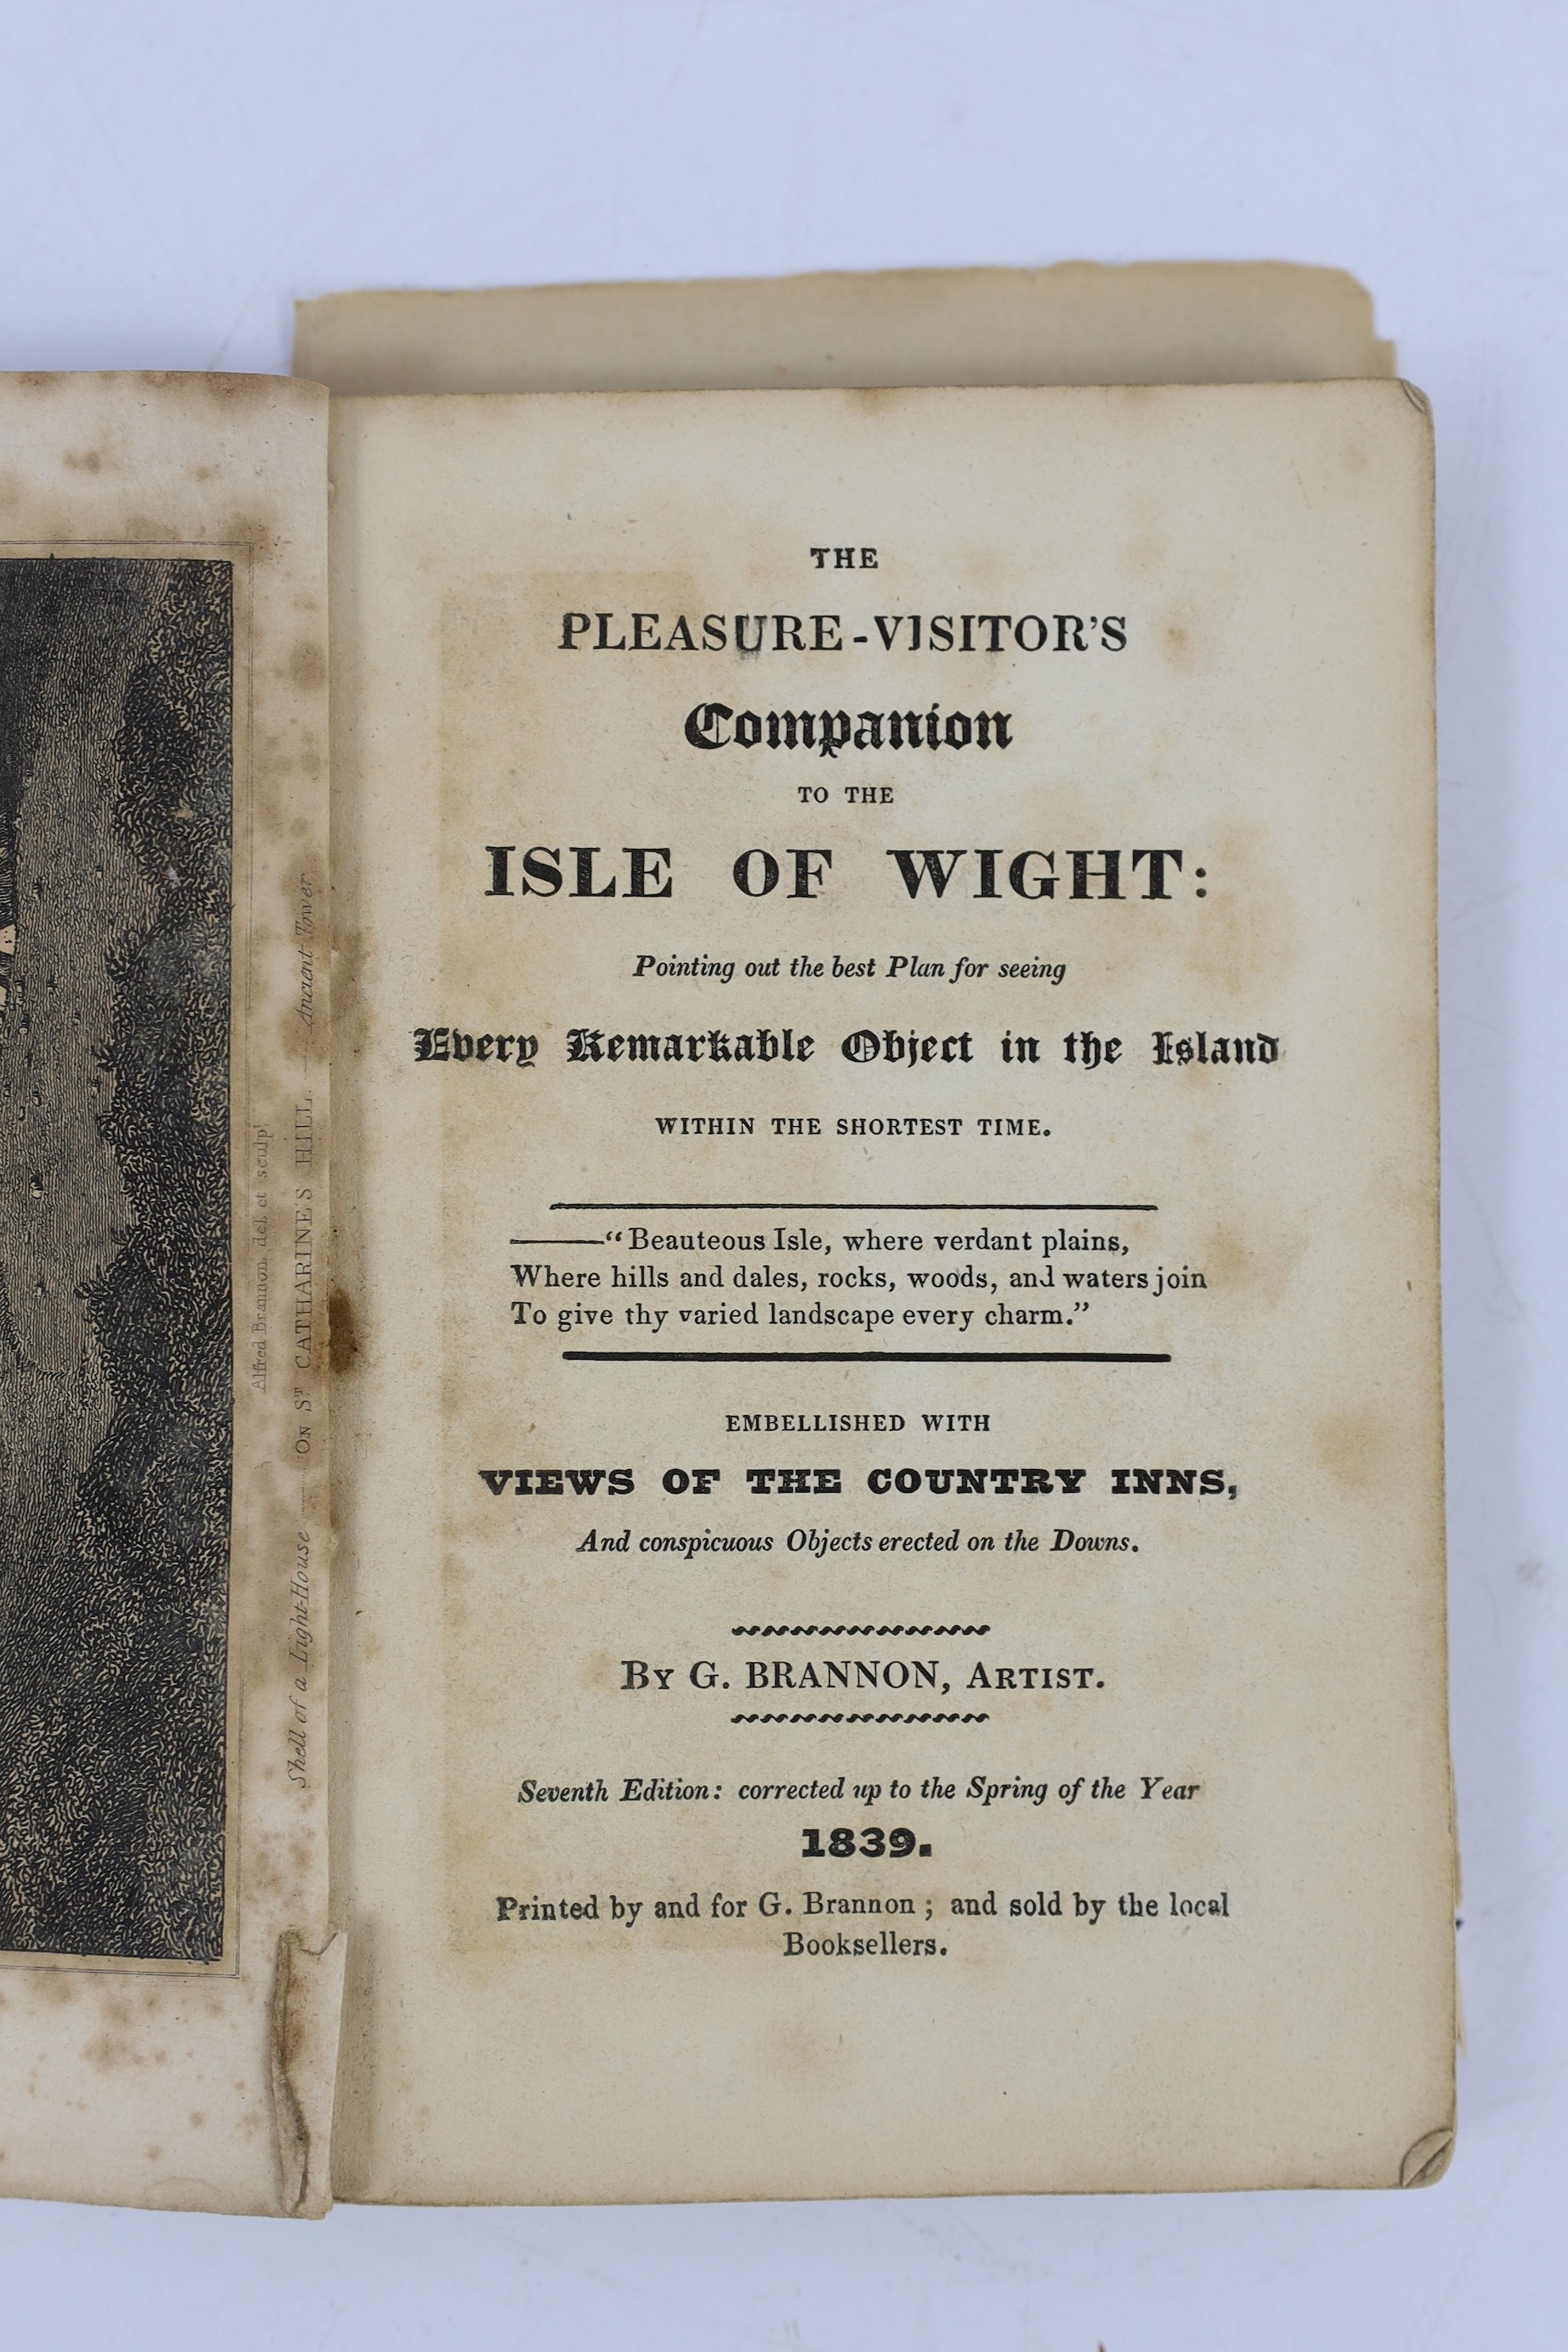 Alfred Brannon, del. et sculp.
Shell of a Light-House — ON ST CATHARINE'S HILL — Ancient Tower
THE
PLEASURE-VISITOR'S
Companion
TO THE
ISLE OF WIGHT:
Pointing out the best Plan for seeing
Every Remarkable Object in the Island
WITHIN THE SHORTEST TIME.
———“Beauteous Isle, where verdant plains,
Where hills and dales, rocks, woods, and waters join
To give thy varied landscape every charm.”
EMBELLISHED WITH
VIEWS OF THE COUNTRY INNS,
And conspicuous Objects erected on the Downs.
BY G. BRANNON, ARTIST.
Seventh Edition: corrected up to the Spring of the Year
1839.
Printed by and for G. Brannon; and sold by the local
Booksellers.